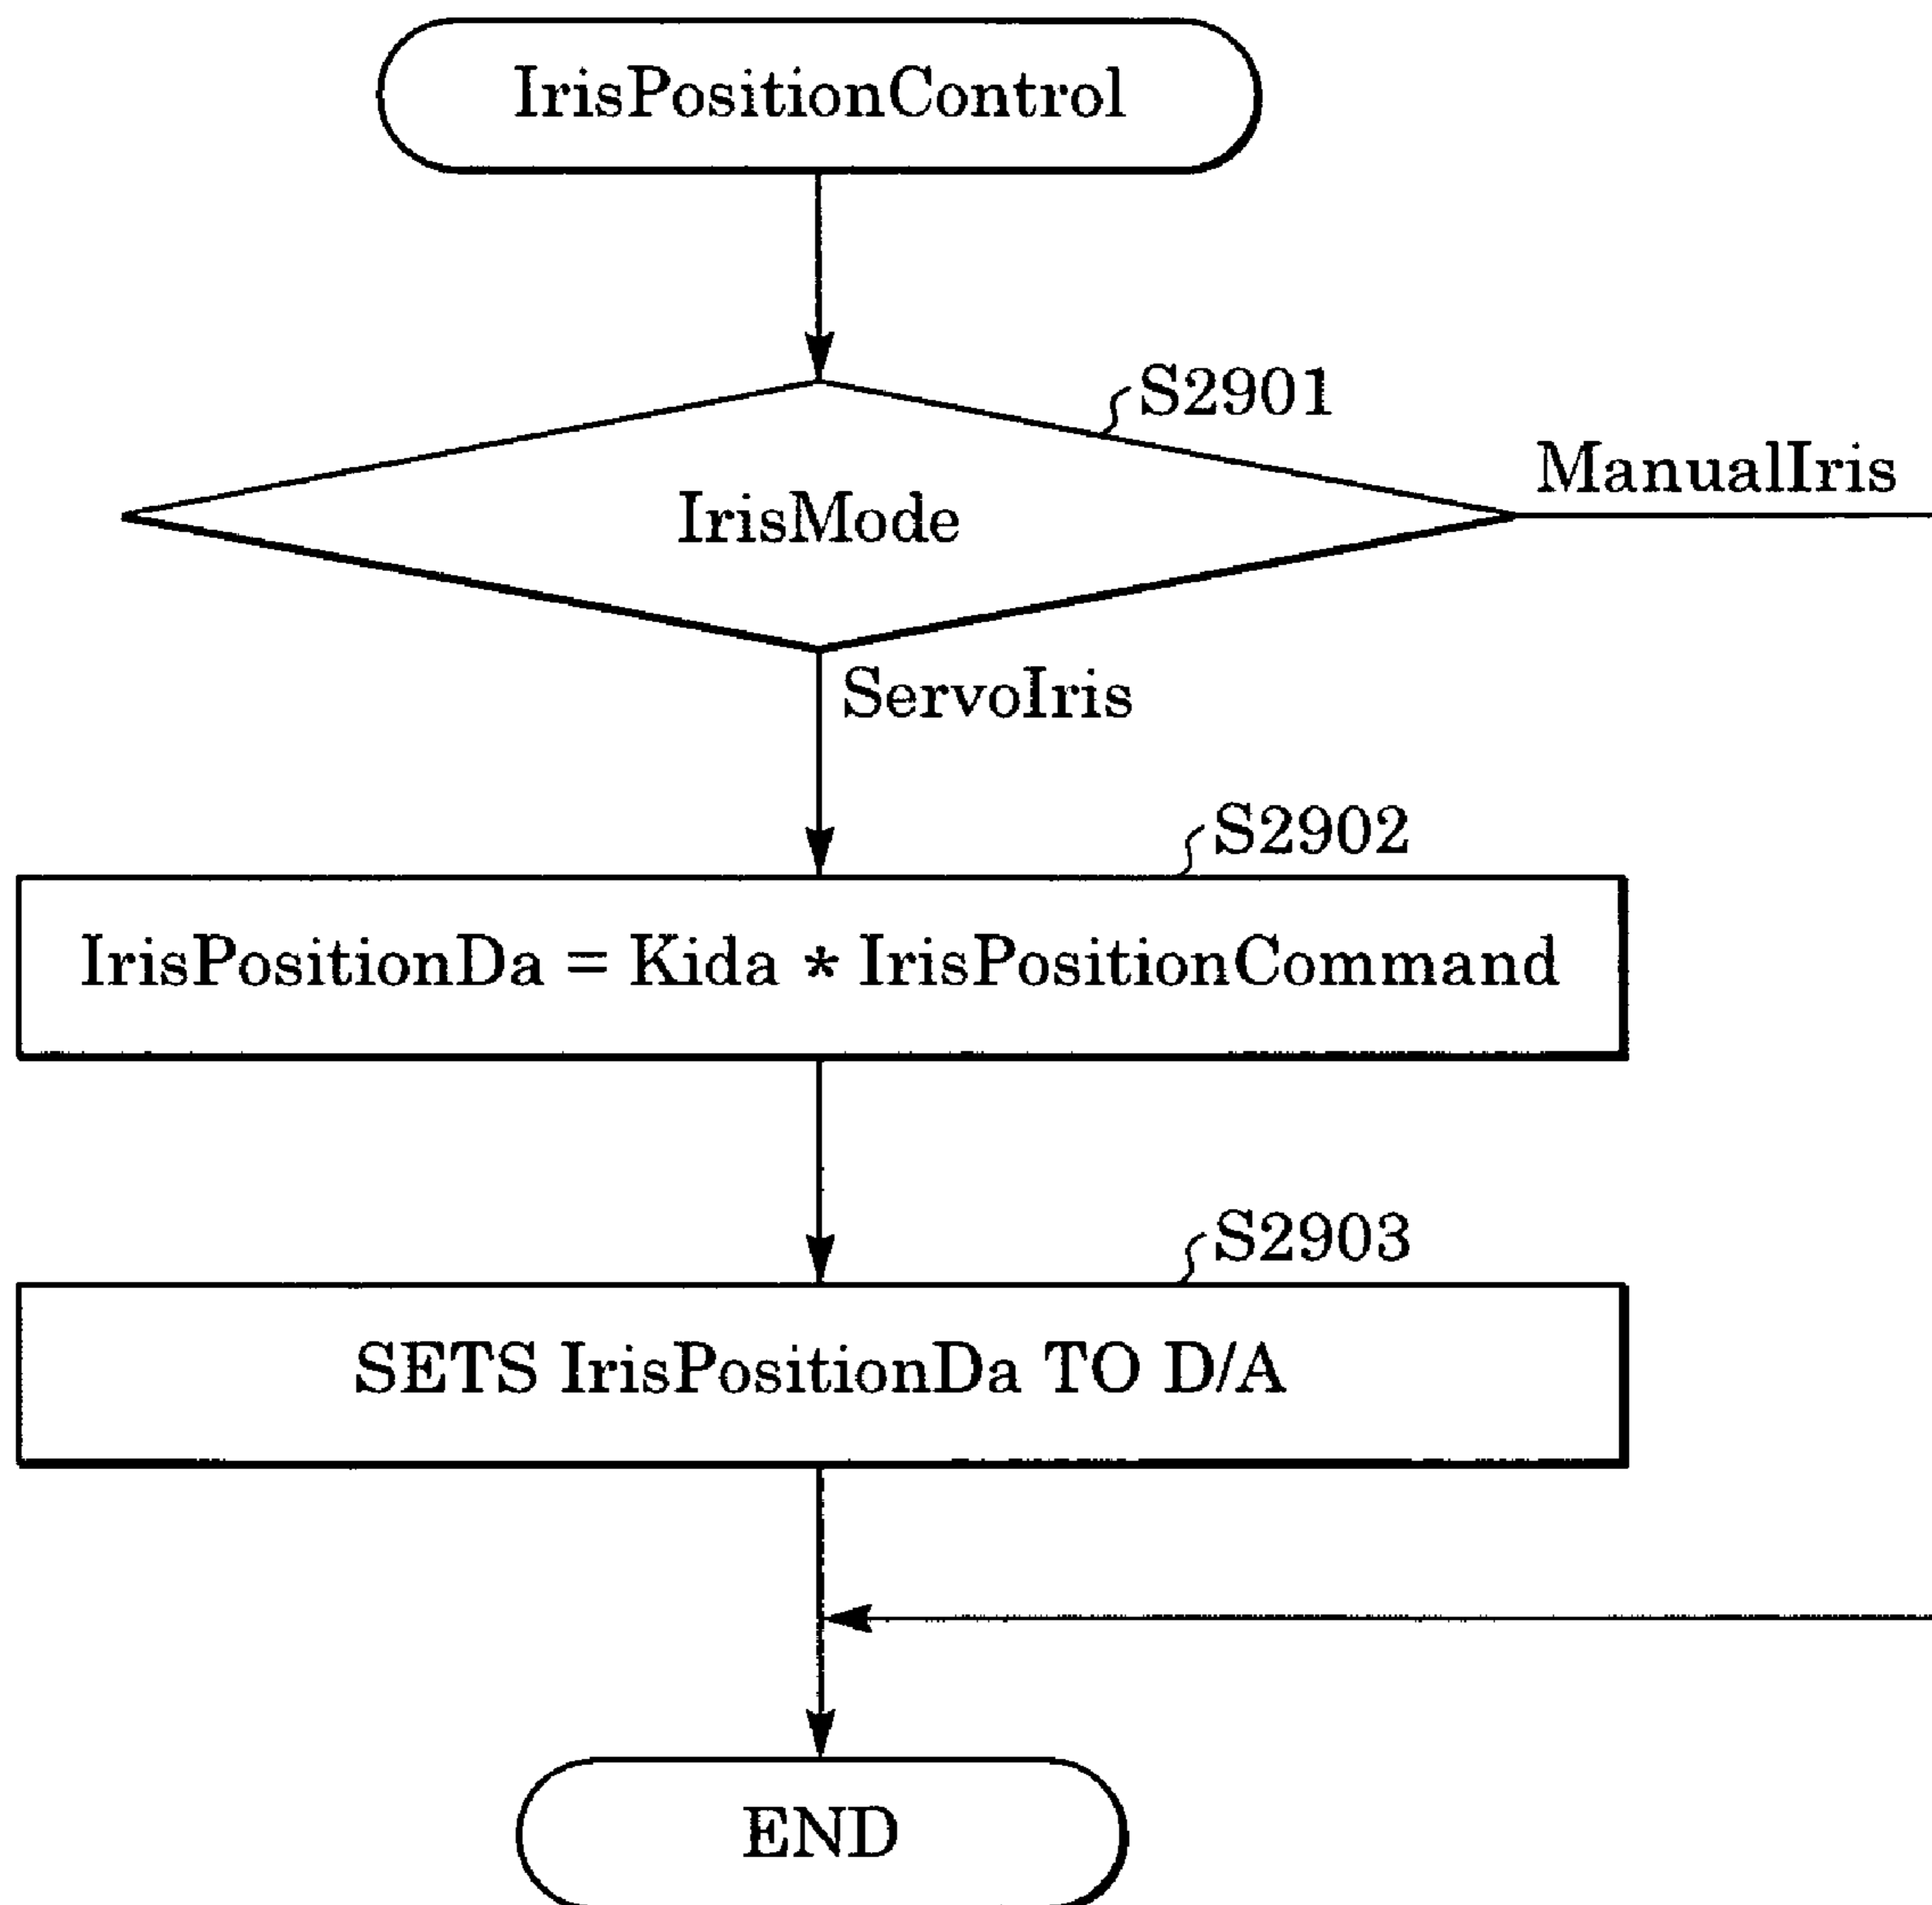 IrisPositionControl
S2901
ManualIris
IrisMode
ServoIris
S2902
IrisPositionDa = Kida * IrisPositionCommand
S2903
SETS IrisPositionDa TO D/A
END